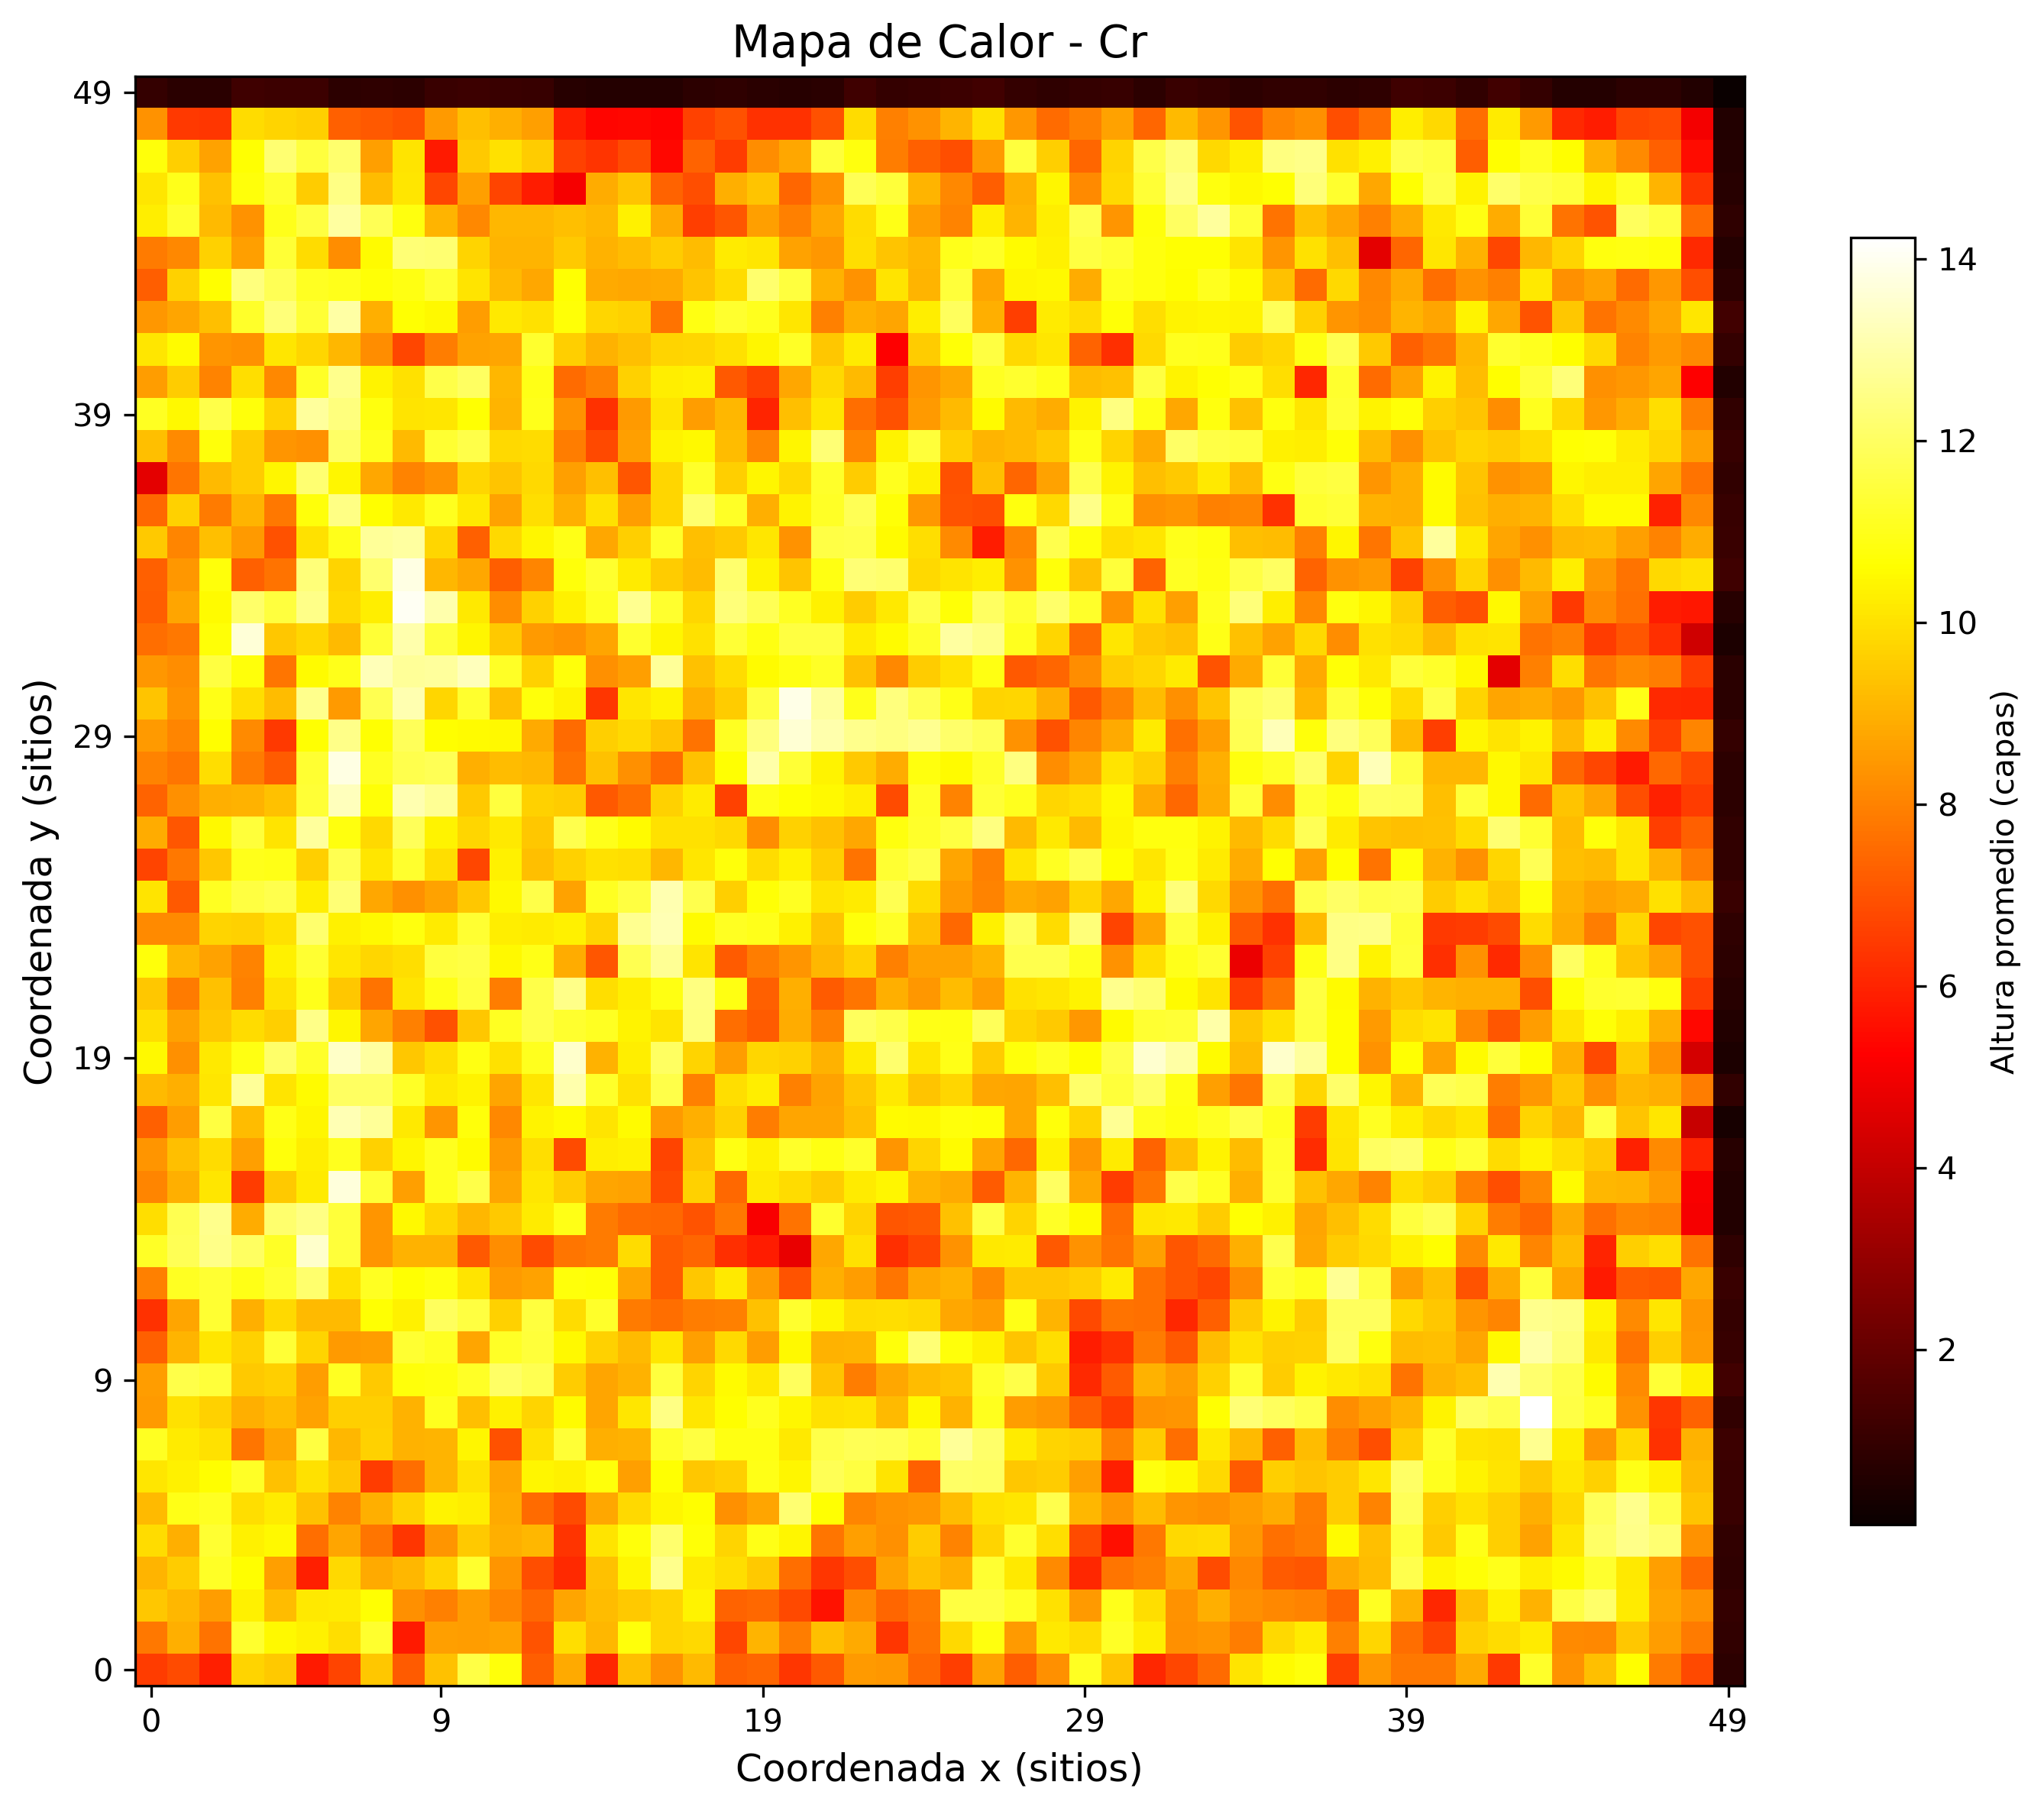 Mapa de Calor - Cr
49
39
29
19
9
0
Coordenada y (sitios)
0 9 19 29 39 49
Coordenada x (sitios)
14
12
10
8
6
4
2
Altura promedio (capas)